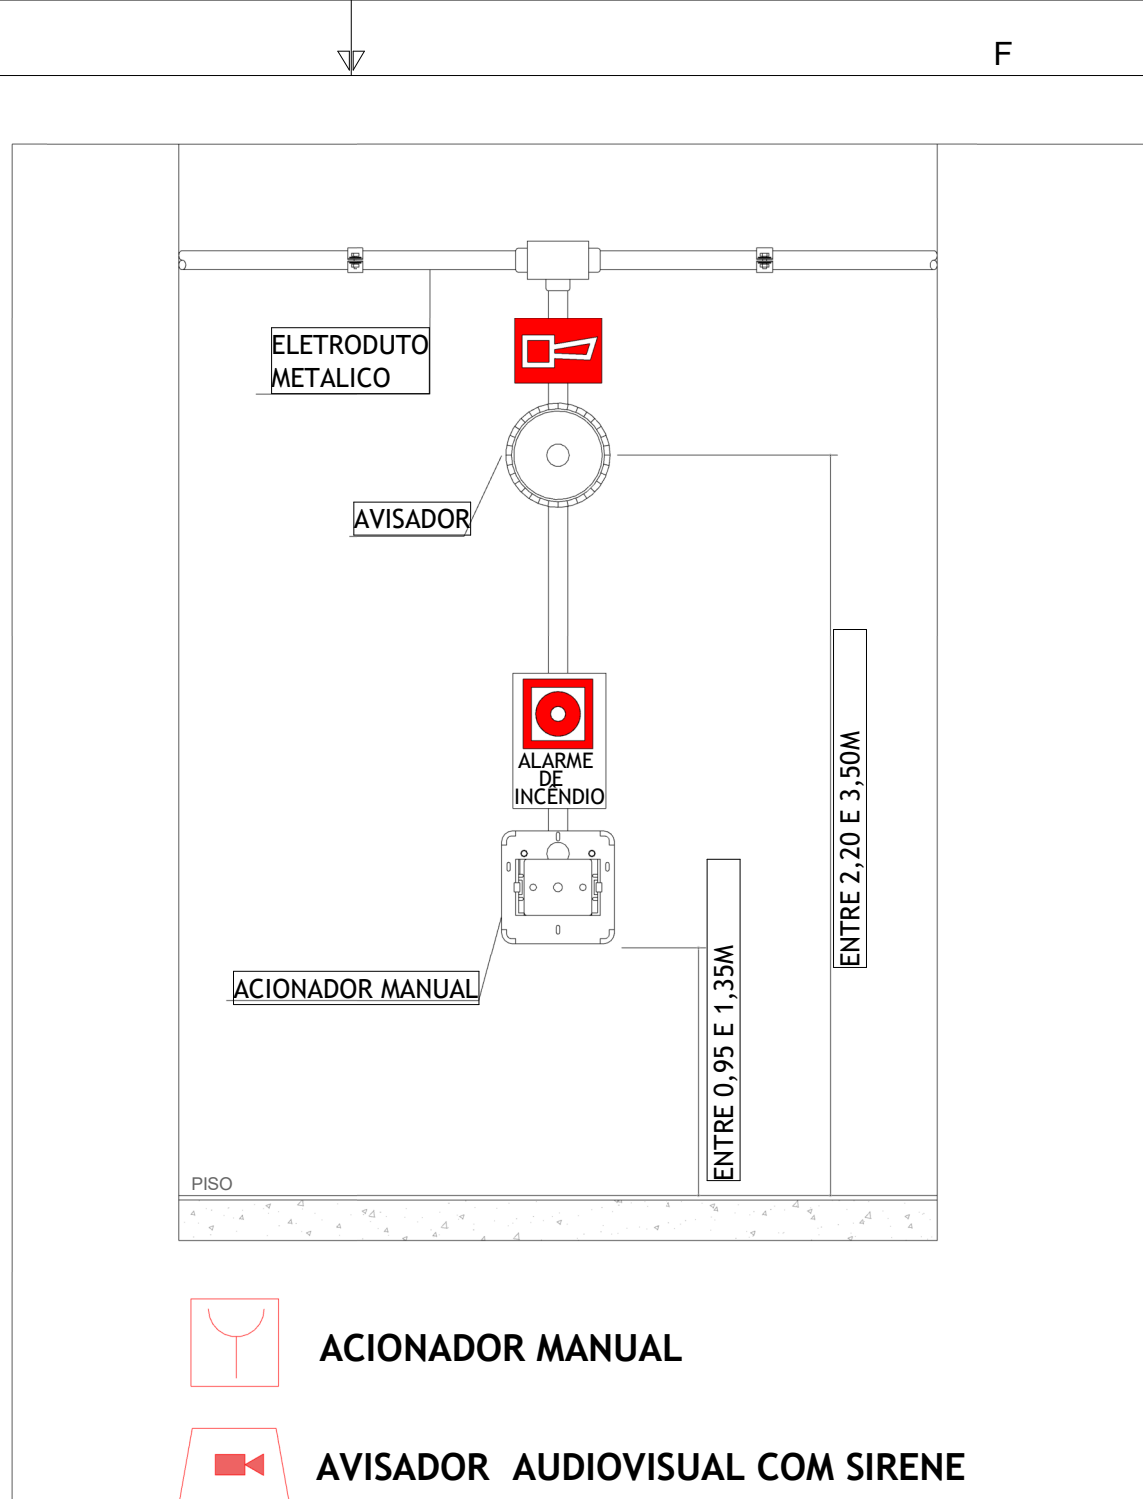 F
ELETRODUTO
METALICO
AVISADOR
ALARME
DE
INCÊNDIO
ENTRE 2,20 E 3,50M
ENTRE 0,95 E 1,35M
ACIONADOR MANUAL
PISO
ACIONADOR MANUAL
AVISADOR AUDIOVISUAL COM SIRENE